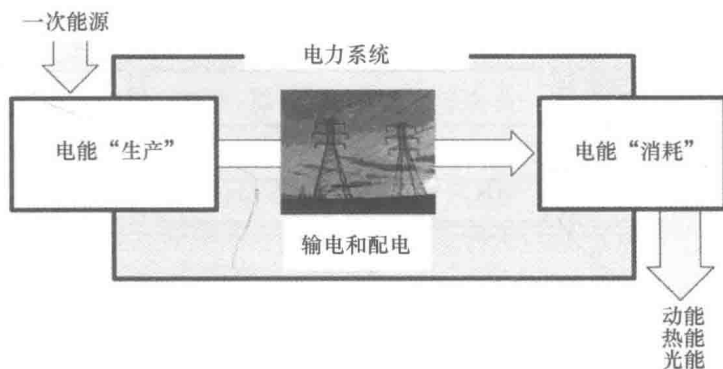 一次能源
电力系统
电能“生产”
电能“消耗”
输电和配电
动能
热能
光能